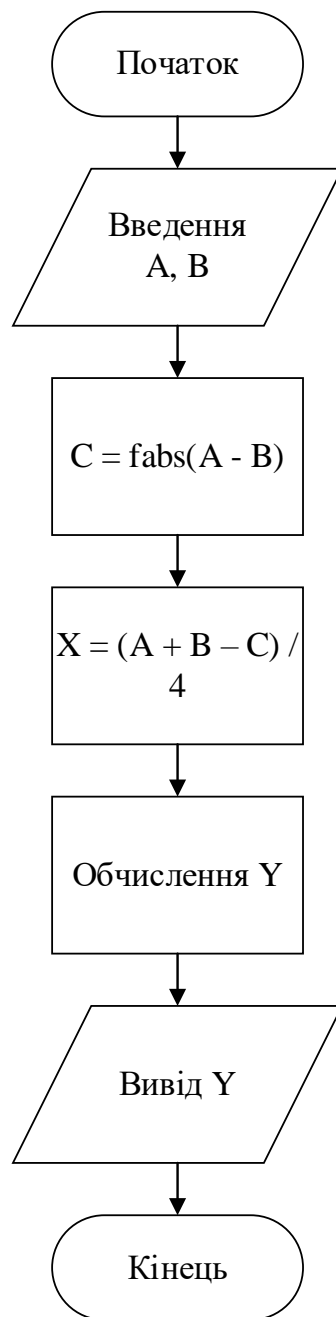 Початок
Введення
A, B
C = fabs(A - B)
X = (A + B – C) /
4
Обчислення Y
Вивід Y
Кінець